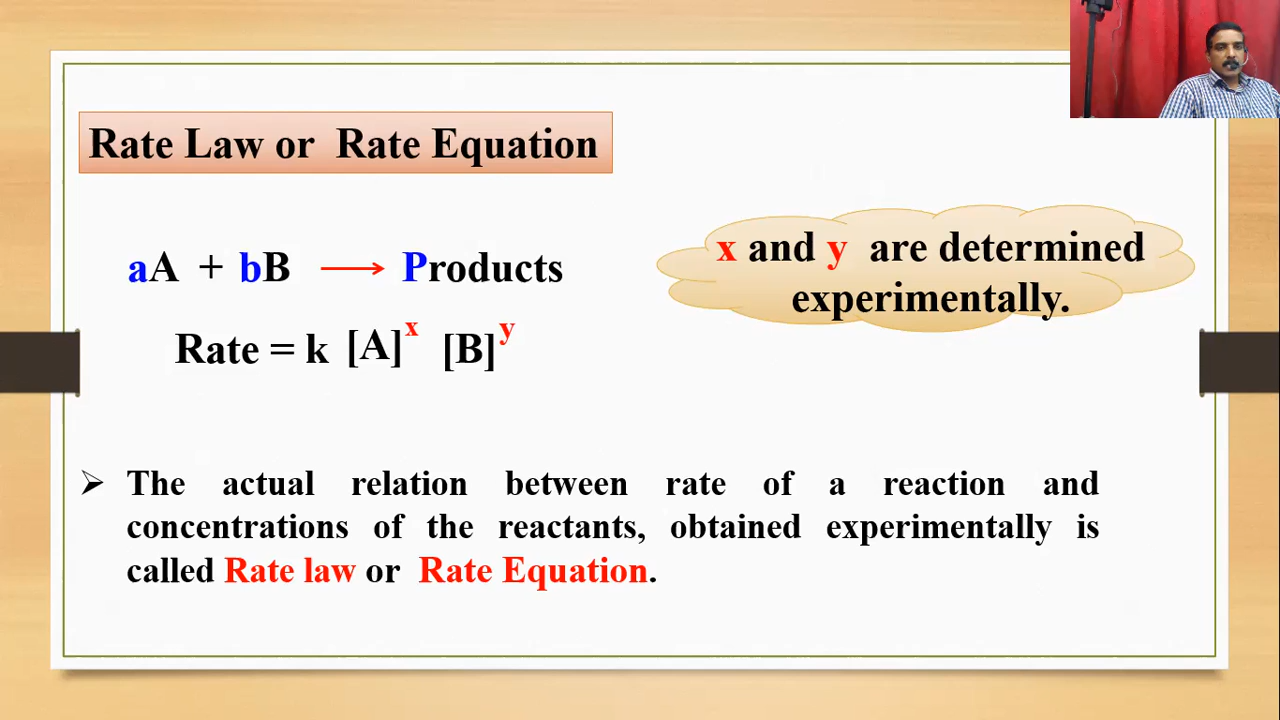 Rate Law or Rate Equation
aA + bB ⟶ Products
x and y are determined
experimentally.
Rate = k [A]^x [B]^y
➢ The actual relation between rate of a reaction and
concentrations of the reactants, obtained experimentally is
called Rate law or Rate Equation.